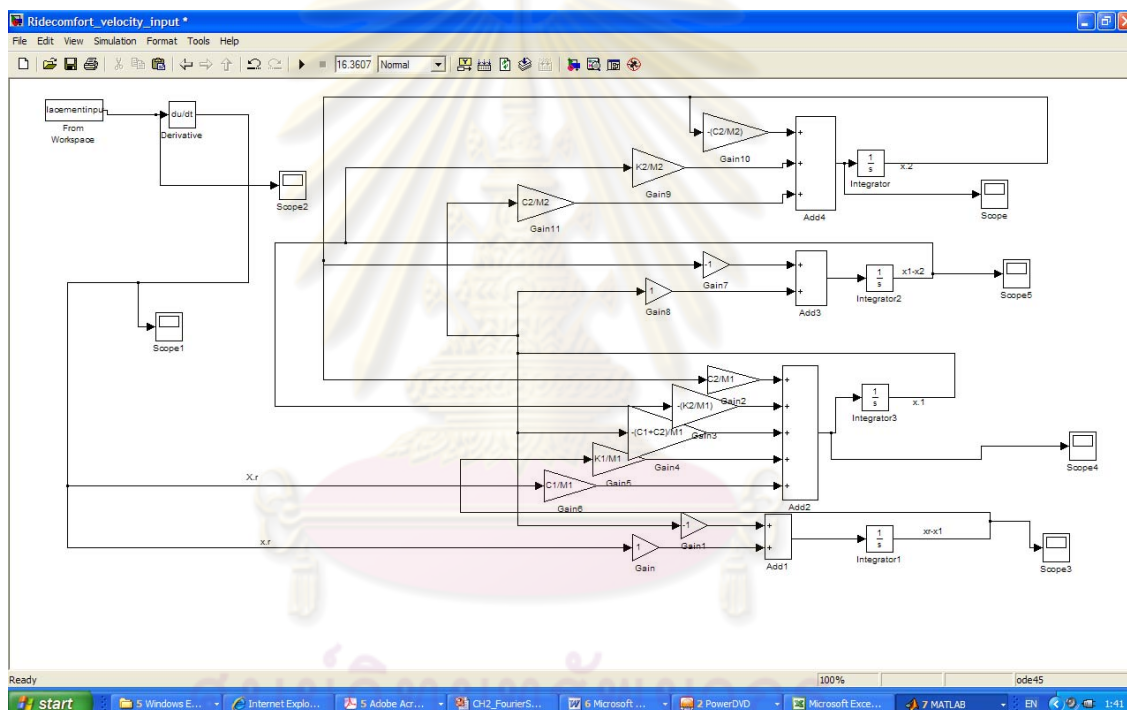 Ridecomfort_velocity_input *
File Edit View Simulation Format Tools Help
16.3607 Normal
lacementinpu
From
Workspace
du/dt
Derivative
Scope2
Scope1
-(C2/M2)
Gain10
K2/M2
Gain9
C2/M2
Gain11
+
+
+
Add4
1
s
Integrator
x.2
Scope
-1
Gain7
1
Gain8
+
+
Add3
1
s
Integrator2
x1-x2
Scope5
C2/M1
Gain2
-(K2/M1)
Gain3
-(C1+C2)/M1
Gain4
K1/M1
Gain5
C1/M1
Gain6
+
+
+
+
+
Add2
1
s
Integrator3
x.1
Scope4
X.r
x.r
-1
Gain1
1
Gain
+
+
Add1
1
s
Integrator1
xr-x1
Scope3
Ready 100% ode45
start 5 Windows E... Internet Explo... 5 Adobe Acr... CH2_FourierS... 6 Microsoft ... 2 PowerDVD Microsoft Exce... 7 MATLAB EN 1:41